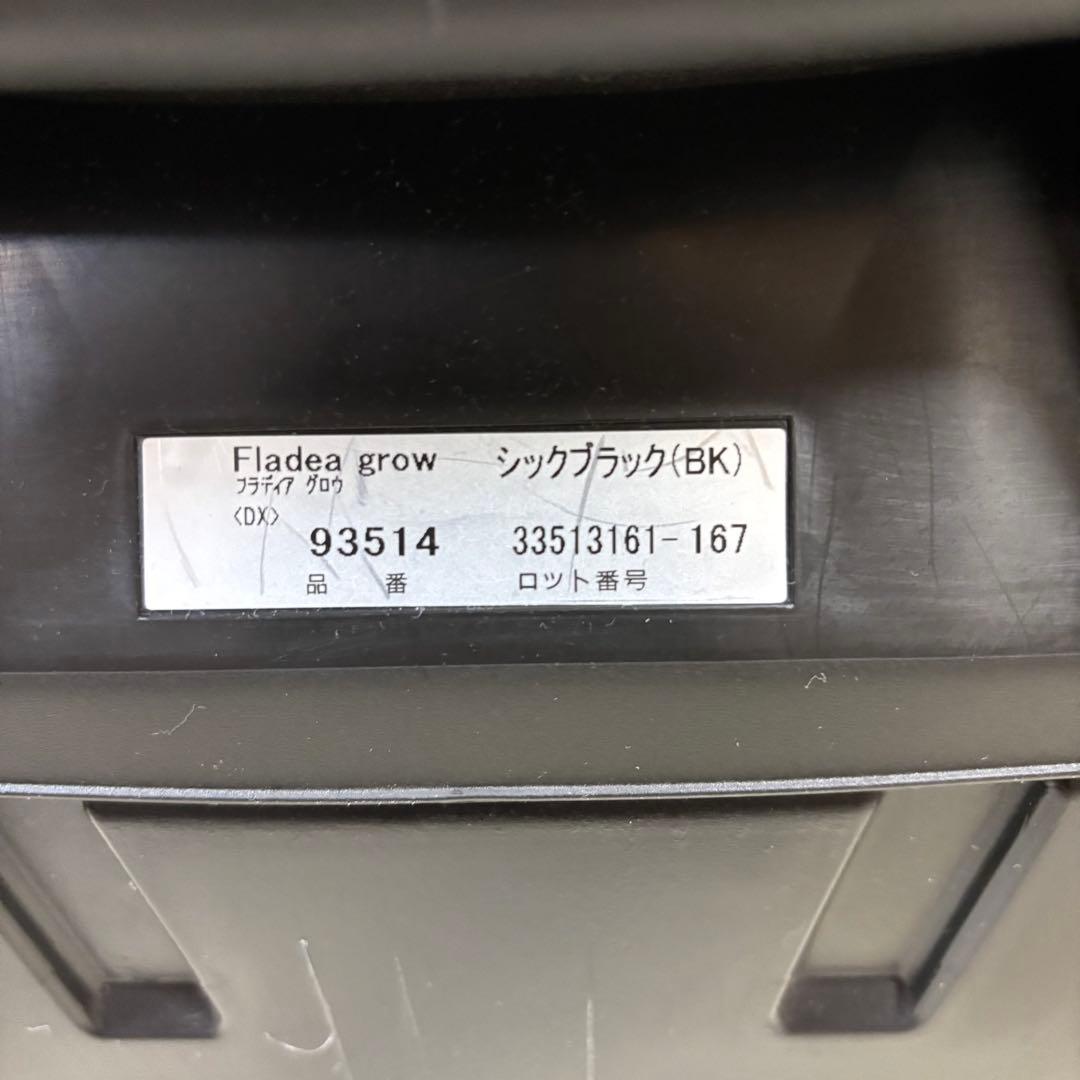 Fladea grow シックブラック(BK)
フラディア グロウ
〈DX〉
93514 33513161-167
品 番 ロット番号